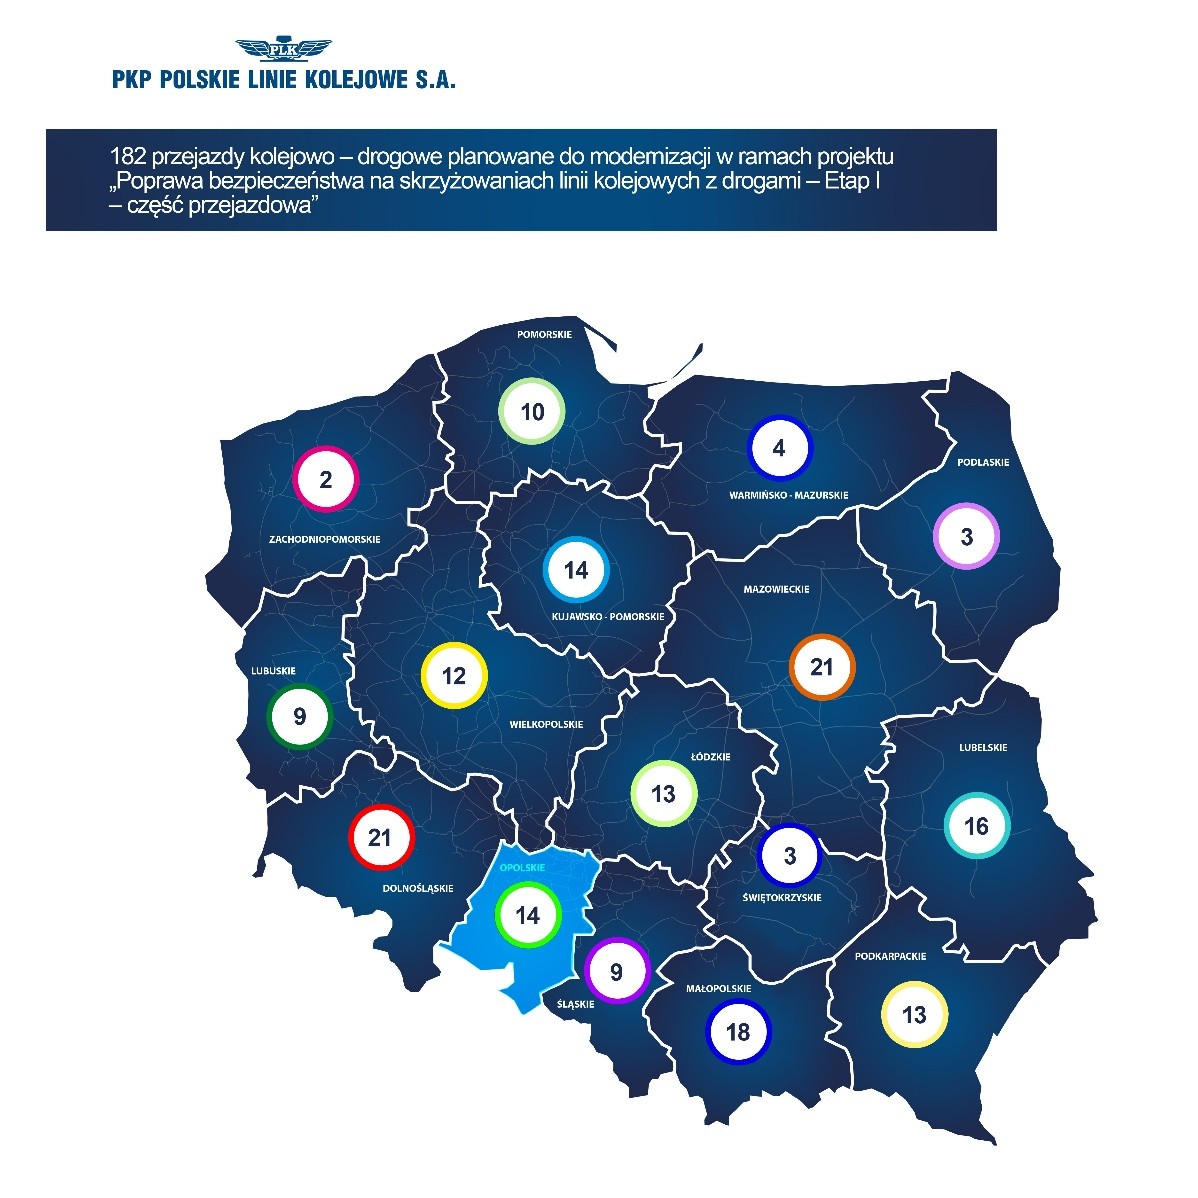 PLK
PKP POLSKIE LINIE KOLEJOWE S.A.
182 przejazdy kolejowo – drogowe planowane do modernizacji w ramach projektu
„Poprawa bezpieczeństwa na skrzyżowaniach linii kolejowych z drogami – Etap I
– część przejazdowa”
POMORSKIE
10
4
WARMIŃSKO - MAZURSKIE
PODLASKIE
3
2
ZACHODNIOPOMORSKIE
14
KUJAWSKO - POMORSKIE
MAZOWIECKIE
21
LUBUSKIE
9
12
WIELKOPOLSKIE
ŁÓDZKIE
13
LUBELSKIE
16
21
DOLNOŚLĄSKIE
OPOLSKIE
14
3
ŚWIĘTOKRZYSKIE
9
ŚLĄSKIE
MAŁOPOLSKIE
18
PODKARPACKIE
13